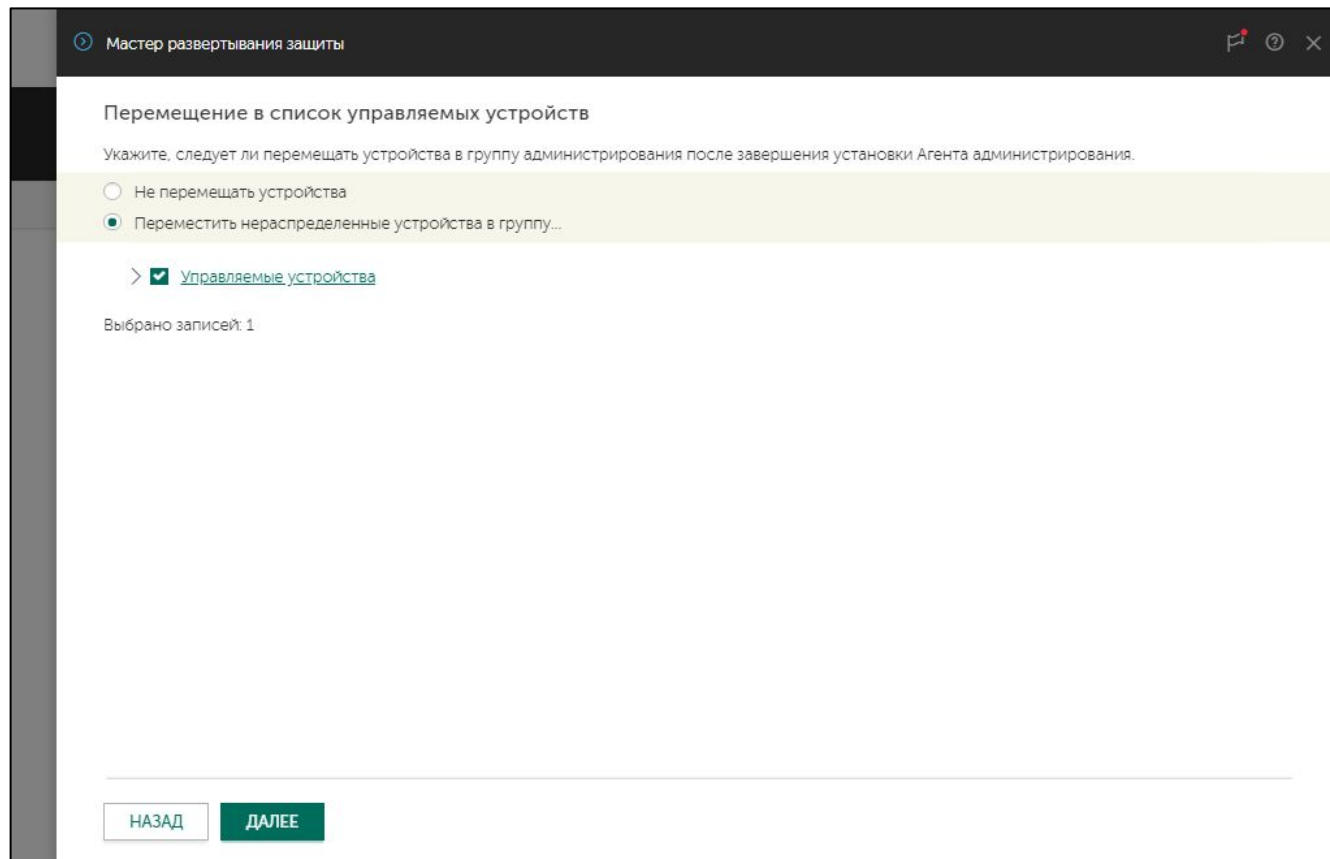 Мастер развертывания защиты
Перемещение в список управляемых устройств
Укажите, следует ли перемещать устройства в группу администрирования после завершения установки Агента администрирования.
Не перемещать устройства
Переместить нераспределенные устройства в группу...
Управляемые устройства
Выбрано записей: 1
НАЗАД
ДАЛЕЕ